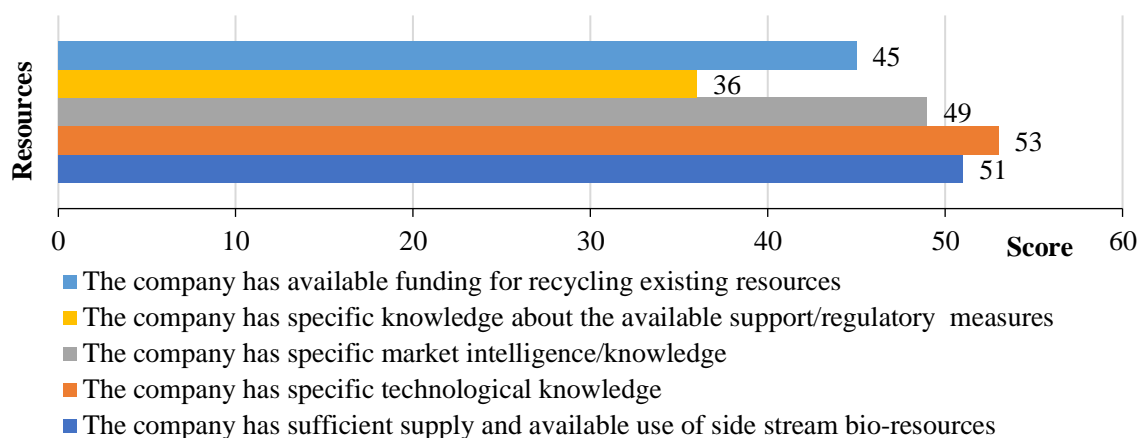 Resources
45
36
49
53
51
0 10 20 30 40 50 60
Score
The company has available funding for recycling existing resources
The company has specific knowledge about the available support/regulatory measures
The company has specific market intelligence/knowledge
The company has specific technological knowledge
The company has sufficient supply and available use of side stream bio-resources